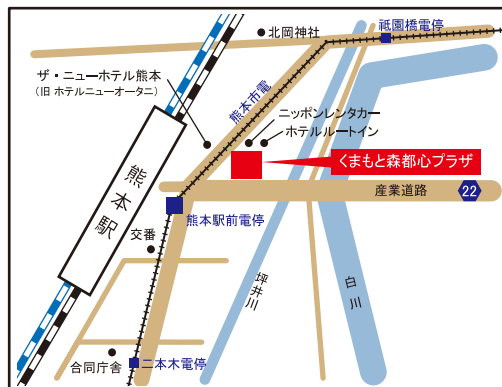 北岡神社
祇園橋電停
ザ・ニューホテル熊本
(旧 ホテルニューオータニ)
熊本市電
ニッポンレンタカー
ホテルルートイン
くまもと森都心プラザ
熊本駅
産業道路
22
熊本駅前電停
交番
坪井川
白川
合同庁舎
二本木電停